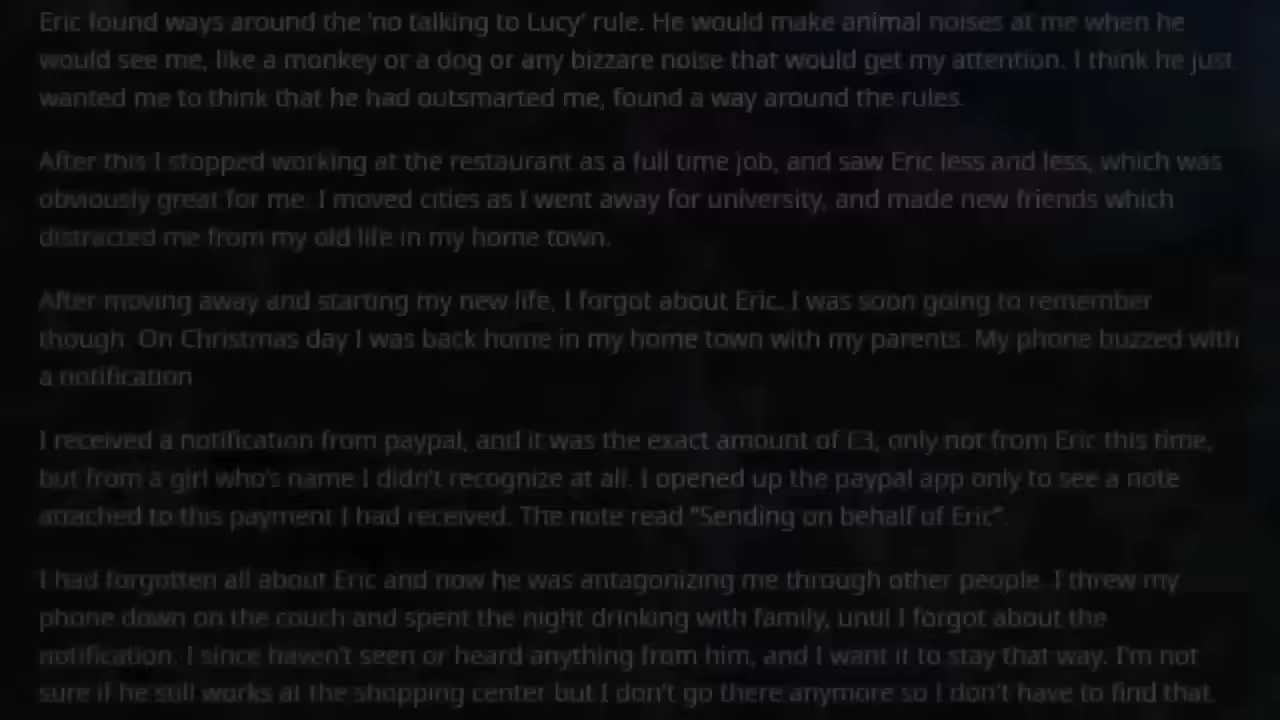 Eric found ways around the 'no talking to Lucy' rule. He would make animal noises at me when he
would see me, like a monkey or a dog or any bizzare noise that would get my attention. I think he just
wanted me to think that he had outsmarted me, found a way around the rules.
After this I stopped working at the restaurant as a full time job, and saw Eric less and less, which was
obviously great for me. I moved cities as I went away for university, and made new friends which
distracted me from my old life in my home town.
After moving away and starting my new life, I forgot about Eric. I was soon going to remember
though. On Christmas day I was back home in my home town with my parents. My phone buzzed with
a notification
I received a notification from paypal, and it was the exact amount of £3, only not from Eric this time,
but from a girl who's name I didn't recognize at all. I opened up the paypal app only to see a note
attached to this payment I had received. The note read "Sending on behalf of Eric".
I had forgotten all about Eric and now he was antagonizing me through other people. I threw my
phone down on the couch and spent the night drinking with family, until I forgot about the
notification. I since haven't seen or heard anything from him, and I want it to stay that way. I'm not
sure if he still works at the shopping center but I don't go there anymore so I don't have to find that.